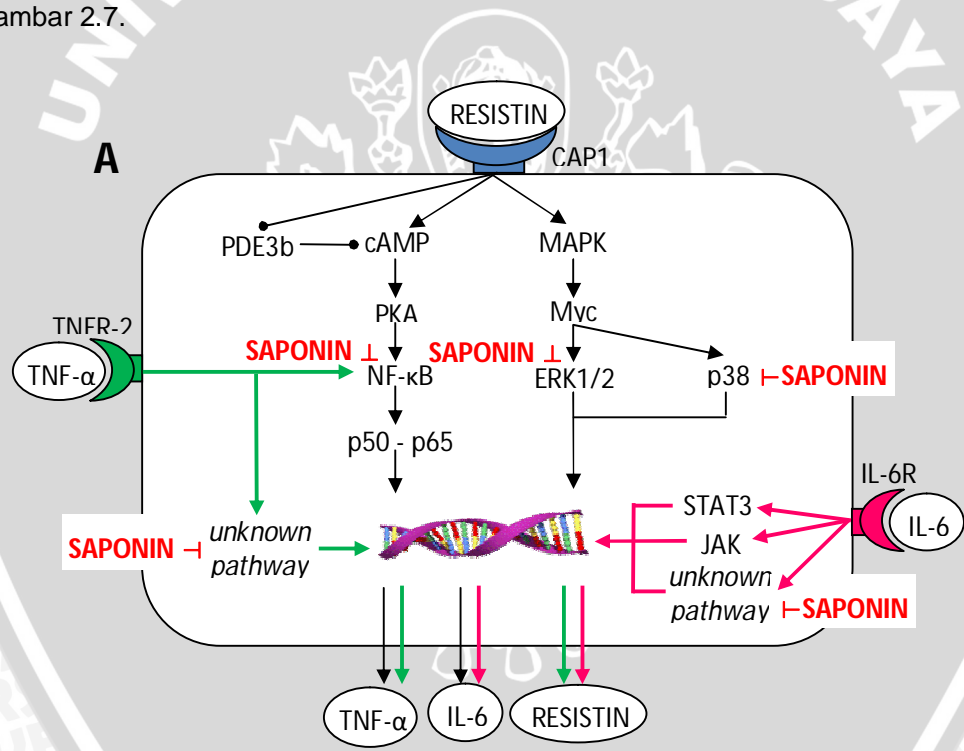 ambar 2.7.
UNI
AYA
A
RESISTIN
CAP1
PDE3b
cAMP
MAPK
PKA
Myc
TNFR-2
TNF-α
SAPONIN
NF-κB
SAPONIN
ERK1/2
p38
SAPONIN
p50 - p65
IL-6R
IL-6
STAT3
JAK
unknown
pathway
SAPONIN
SAPONIN
unknown
pathway
TNF-α
IL-6
RESISTIN